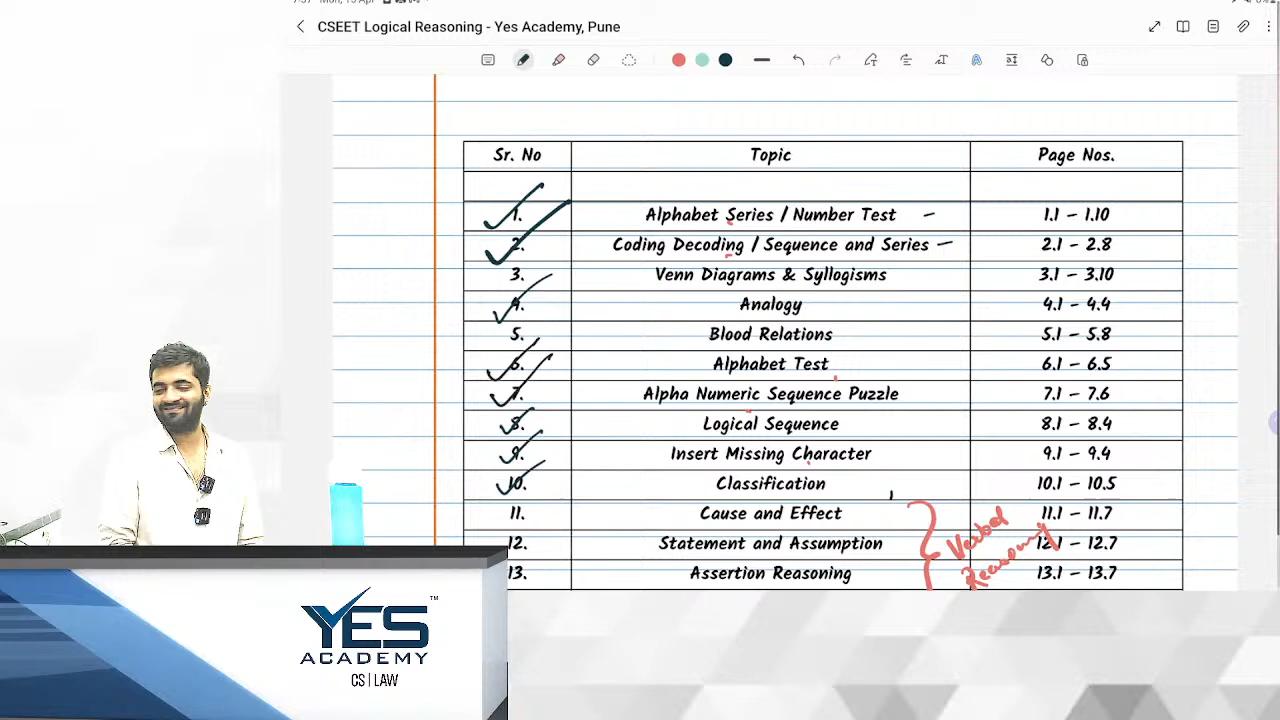 7:37 Mon, 15 Apr
CSEET Logical Reasoning - Yes Academy, Pune
Sr. No Topic Page Nos.
1. Alphabet Series / Number Test – 1.1 – 1.10
2. Coding Decoding / Sequence and Series – 2.1 – 2.8
3. Venn Diagrams & Syllogisms 3.1 – 3.10
4. Analogy 4.1 – 4.4
5. Blood Relations 5.1 – 5.8
6. Alphabet Test 6.1 – 6.5
7. Alpha Numeric Sequence Puzzle 7.1 – 7.6
8. Logical Sequence 8.1 – 8.4
9. Insert Missing Character 9.1 – 9.4
10. Classification 10.1 – 10.5
11. Cause and Effect 11.1 – 11.7
12. Statement and Assumption 12.1 – 12.7
13. Assertion Reasoning 13.1 – 13.7
Verbal
Reasoning
YES™
ACADEMY
CS | LAW